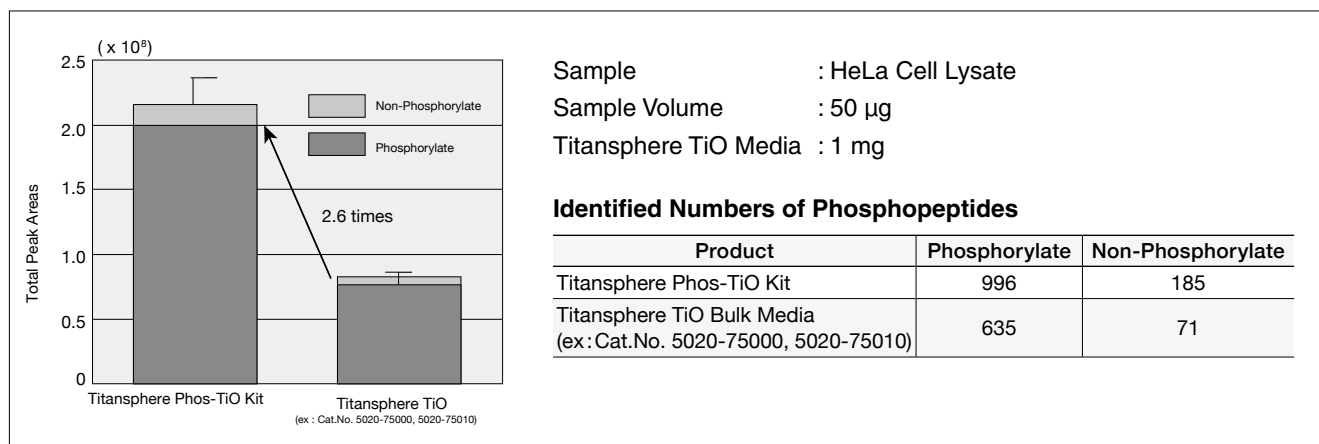 ( x 10⁸)
2.5
2.0
1.5
1.0
0.5
0
Total Peak Areas
Non-Phosphorylate
Phosphorylate
2.6 times
Titansphere Phos-TiO Kit
Titansphere TiO
(ex : Cat.No. 5020-75000, 5020-75010)
Sample : HeLa Cell Lysate
Sample Volume : 50 µg
Titansphere TiO Media : 1 mg
Identified Numbers of Phosphopeptides
Product Phosphorylate Non-Phosphorylate
Titansphere Phos-TiO Kit 996 185
Titansphere TiO Bulk Media
(ex : Cat.No. 5020-75000, 5020-75010) 635 71